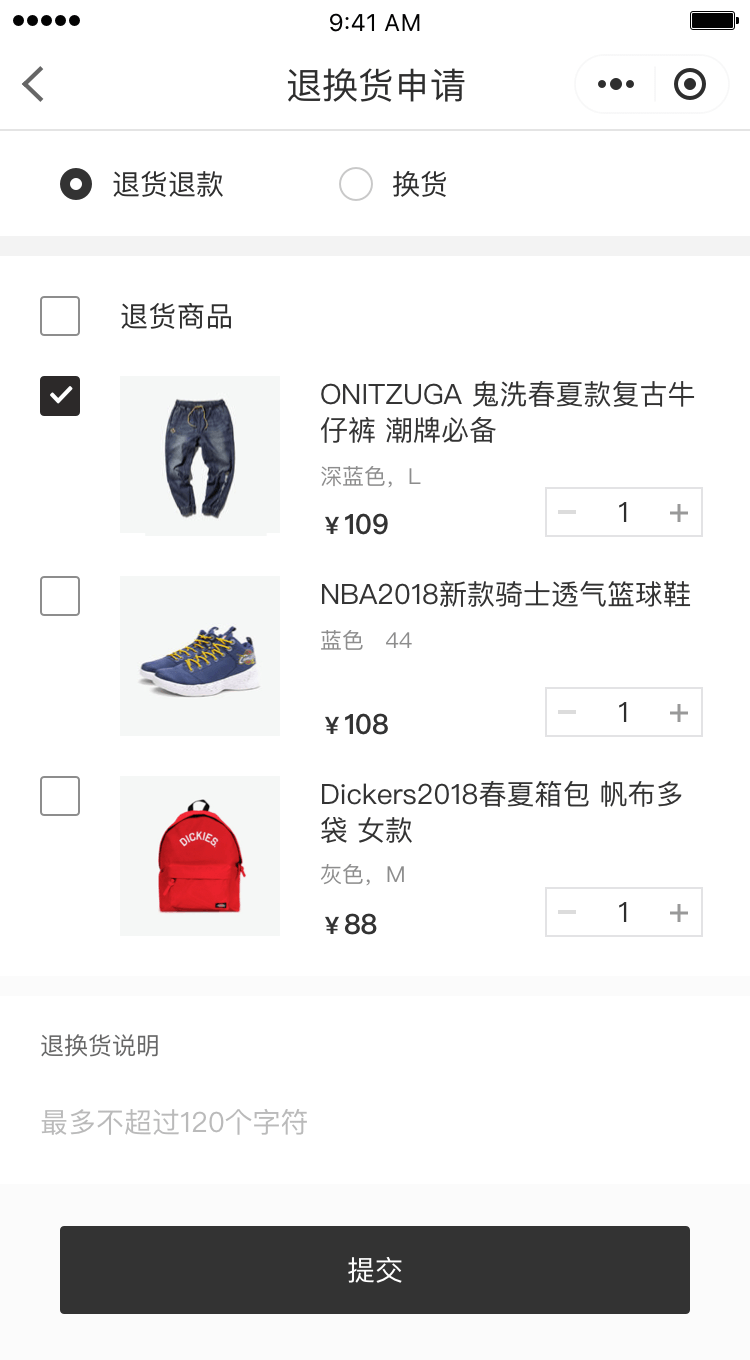 9:41 AM
退换货申请
退货退款
换货
退货商品
ONITZUGA 鬼洗春夏款复古牛
仔裤 潮牌必备
深蓝色，L
¥109
1
NBA2018新款骑士透气篮球鞋
蓝色 44
¥108
1
DICKIES
Dickers2018春夏箱包 帆布多
袋 女款
灰色，M
¥88
1
退换货说明
最多不超过120个字符
提交